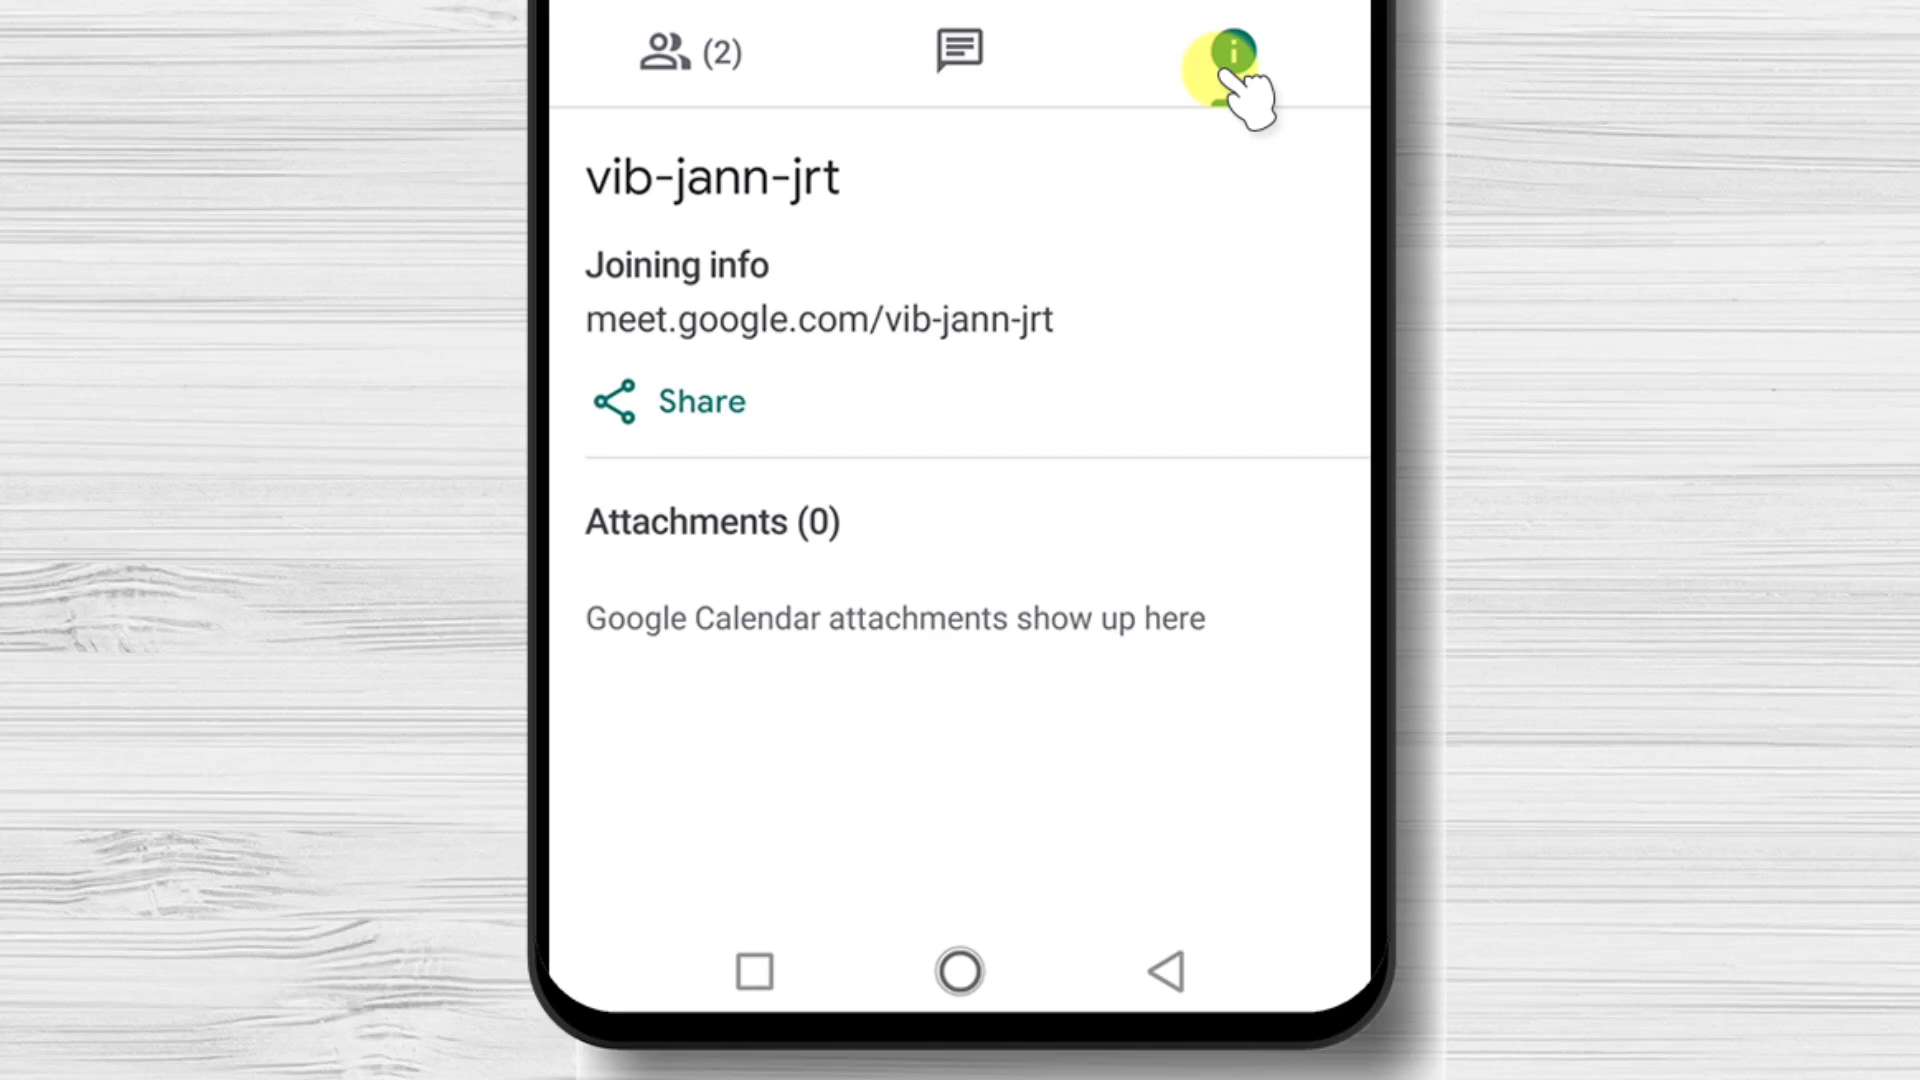 (2)
vib-jann-jrt
Joining info
meet.google.com/vib-jann-jrt
Share
Attachments (0)
Google Calendar attachments show up here